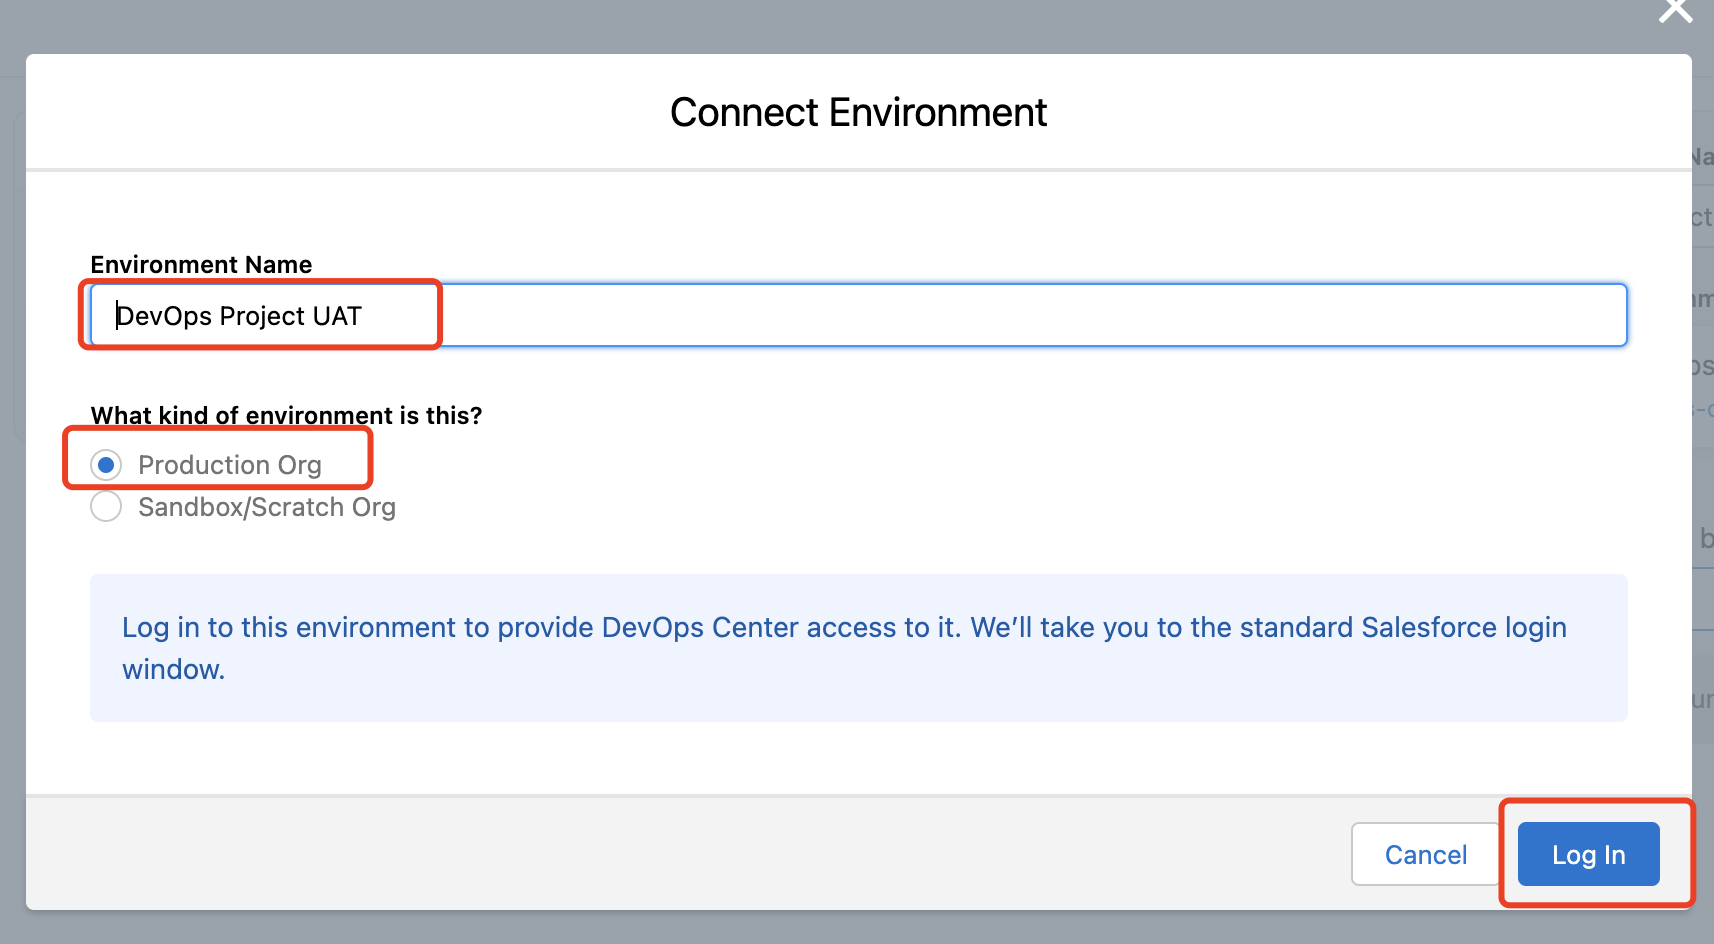 Connect Environment
Environment Name
DevOps Project UAT
What kind of environment is this?
Production Org
Sandbox/Scratch Org
Log in to this environment to provide DevOps Center access to it. We’ll take you to the standard Salesforce login
window.
Cancel
Log In